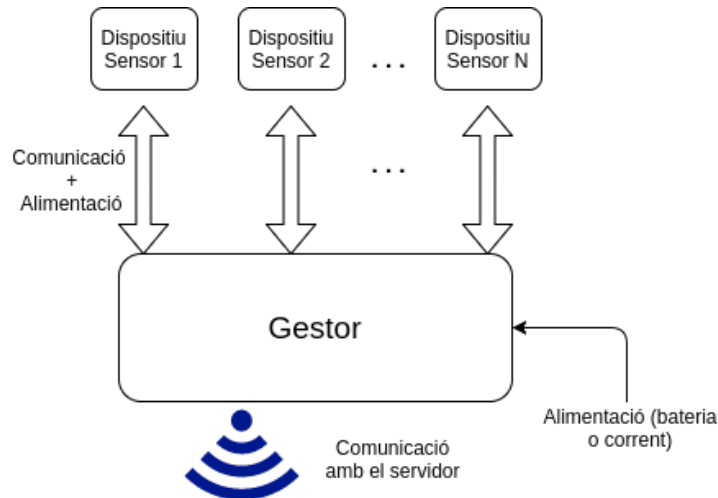 Dispositiu
Sensor 1
Dispositiu
Sensor 2
. . .
Dispositiu
Sensor N
Comunicació
+
Alimentació
. . .
Gestor
Alimentació (bateria
o corrent)
Comunicació
amb el servidor